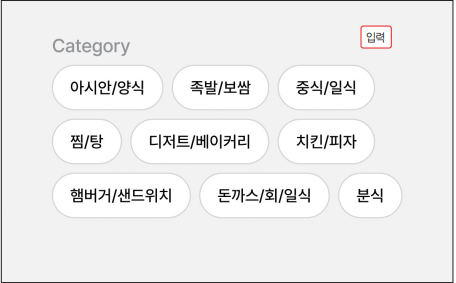 입력
Category
아시안/양식 족발/보쌈 중식/일식
찜/탕 디저트/베이커리 치킨/피자
햄버거/샌드위치 돈까스/회/일식 분식